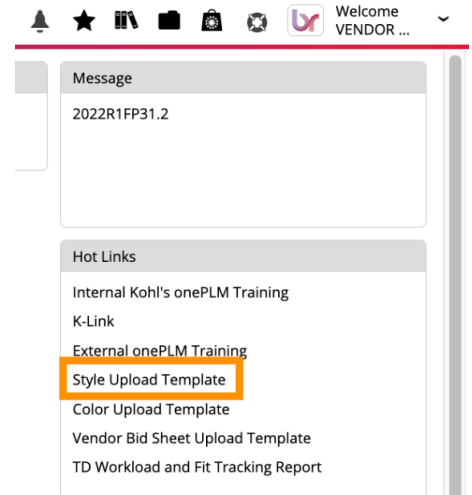 br
Welcome
VENDOR ...
Message
2022R1FP31.2
Hot Links
Internal Kohl's onePLM Training
K-Link
External onePLM Training
Style Upload Template
Color Upload Template
Vendor Bid Sheet Upload Template
TD Workload and Fit Tracking Report